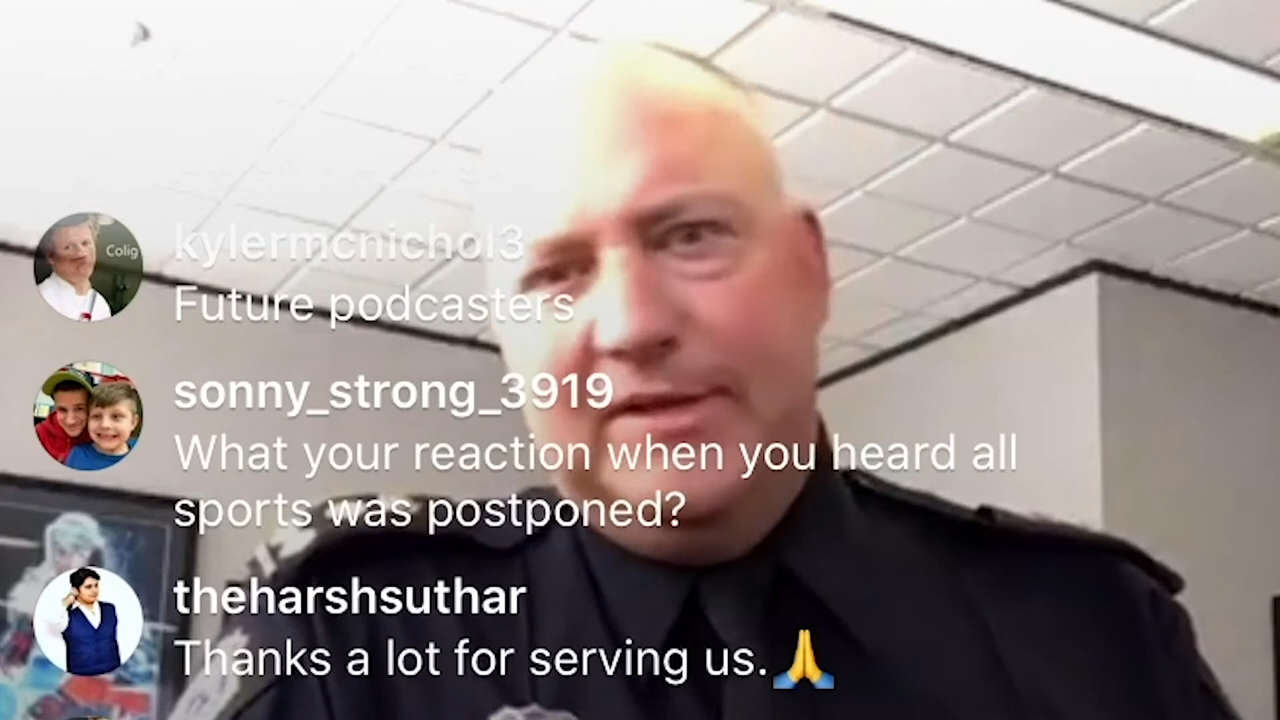 Colig
kylermcnichol3
Future podcasters
sonny_strong_3919
What your reaction when you heard all
sports was postponed?
theharshsuthar
Thanks a lot for serving us.🙏